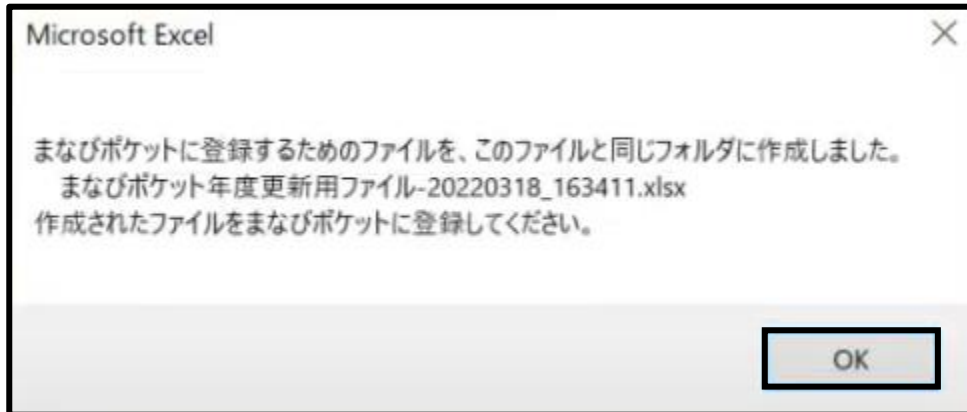 Microsoft Excel
まなびポケットに登録するためのファイルを、このファイルと同じフォルダに作成しました。
まなびポケット年度更新用ファイル-20220318_163411.xlsx
作成されたファイルをまなびポケットに登録してください。
OK